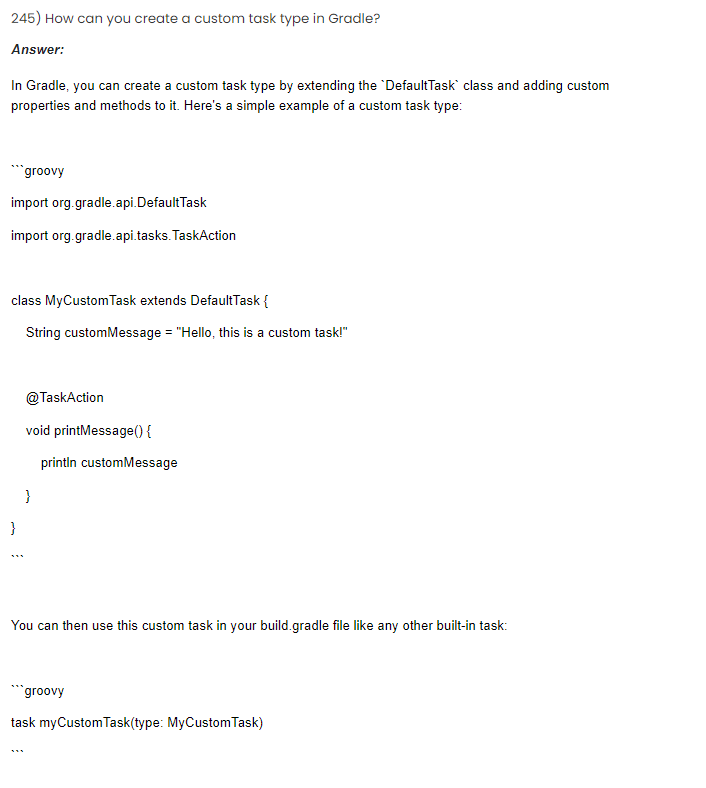 245) How can you create a custom task type in Gradle?
Answer:
In Gradle, you can create a custom task type by extending the `DefaultTask` class and adding custom
properties and methods to it. Here's a simple example of a custom task type:
```groovy
import org.gradle.api.DefaultTask
import org.gradle.api.tasks.TaskAction
class MyCustomTask extends DefaultTask {
String customMessage = "Hello, this is a custom task!"
@TaskAction
void printMessage() {
println customMessage
}
}
```
You can then use this custom task in your build.gradle file like any other built-in task:
```groovy
task myCustomTask(type: MyCustomTask)
```